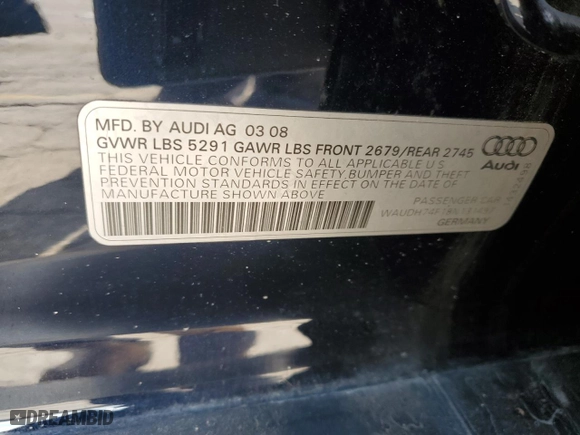 MFD. BY AUDI AG 03 08
GVWR LBS 5291 GAWR LBS FRONT 2679/REAR 2745
THIS VEHICLE CONFORMS TO ALL APPLICABLE U S
FEDERAL MOTOR VEHICLE SAFETY BUMPER AND THEFT
PREVENTION STANDARDS IN EFFECT ON THE DATE OF
MANUFACTURE SHOWN ABOVE
Audi
PASSENGER CAR
GERMANY
DREAMBID